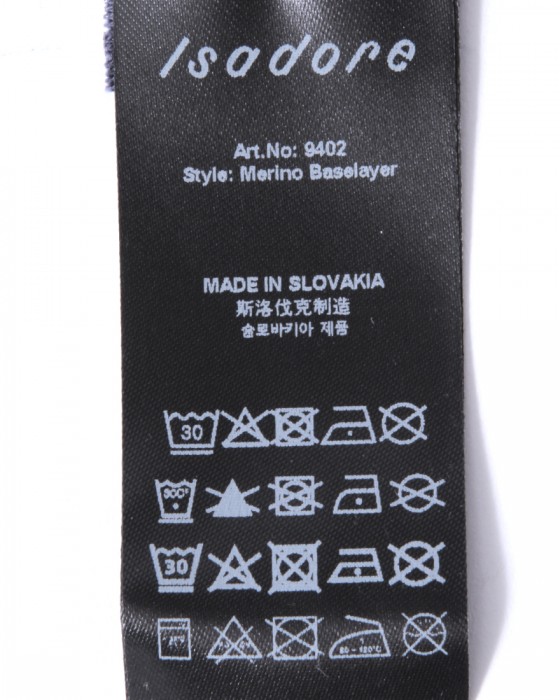 Isadore
Art.No: 9402
Style: Merino Baselayer
MADE IN SLOVAKIA
斯洛伐克制造
슬로바키아 제품
30
30